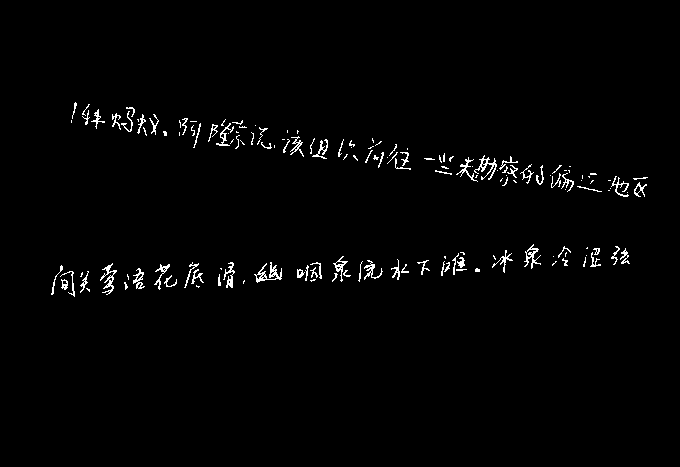 1种蚂蚁。阿隆索说,该组织前往一些未勘察的偏远地区
间关莺语花底滑,幽咽泉流水下滩。冰泉冷涩弦